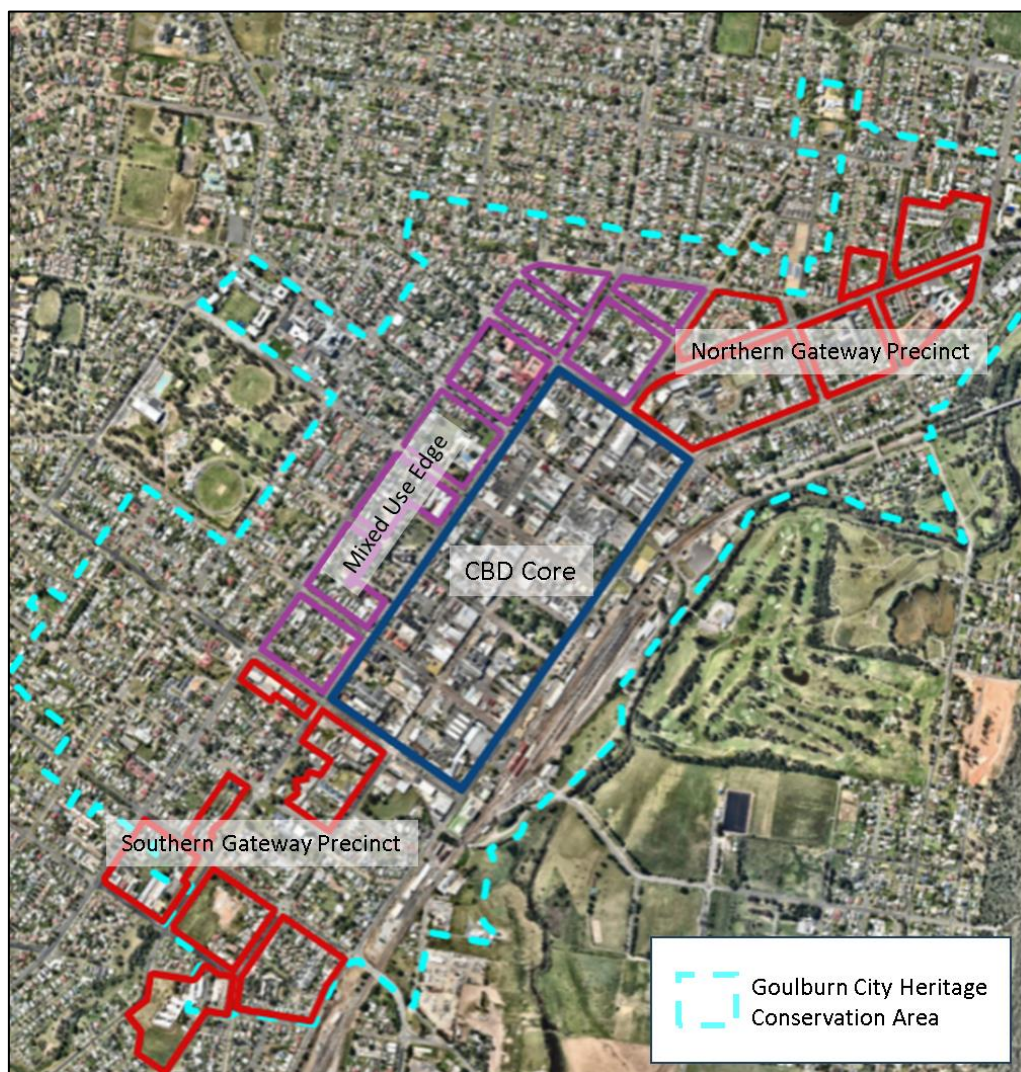 Northern Gateway Precinct
Mixed Use Edge
CBD Core
Southern Gateway Precinct
Goulburn City Heritage
Conservation Area